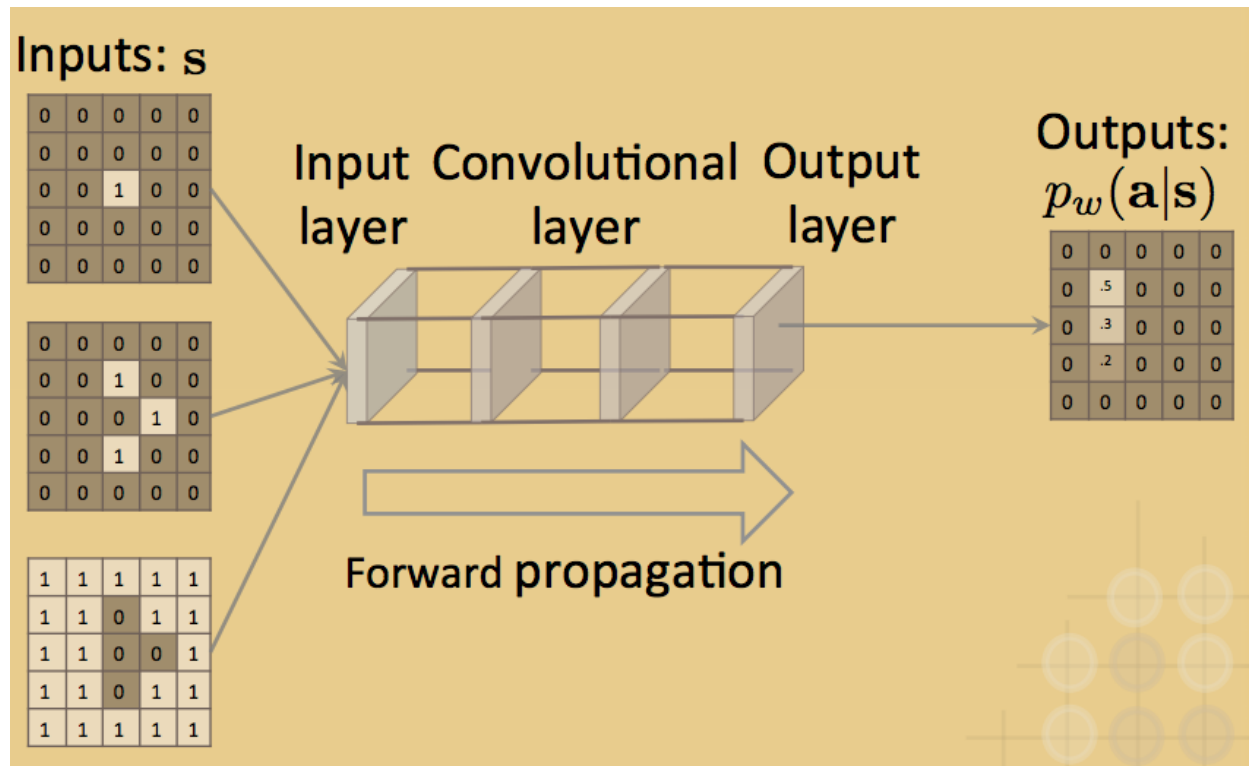 Inputs: s
0 0 0 0 0
0 0 0 0 0
0 0 1 0 0
0 0 0 0 0
0 0 0 0 0
0 0 0 0 0
0 0 1 0 0
0 0 0 1 0
0 0 1 0 0
0 0 0 0 0
1 1 1 1 1
1 1 0 1 1
1 1 0 0 1
1 1 0 1 1
1 1 1 1 1
Input
layer
Convolutional
layer
Output
layer
Forward propagation
Outputs:
p_w(a|s)
0 0 0 0 0
0 .5 0 0 0
0 .3 0 0 0
0 .2 0 0 0
0 0 0 0 0